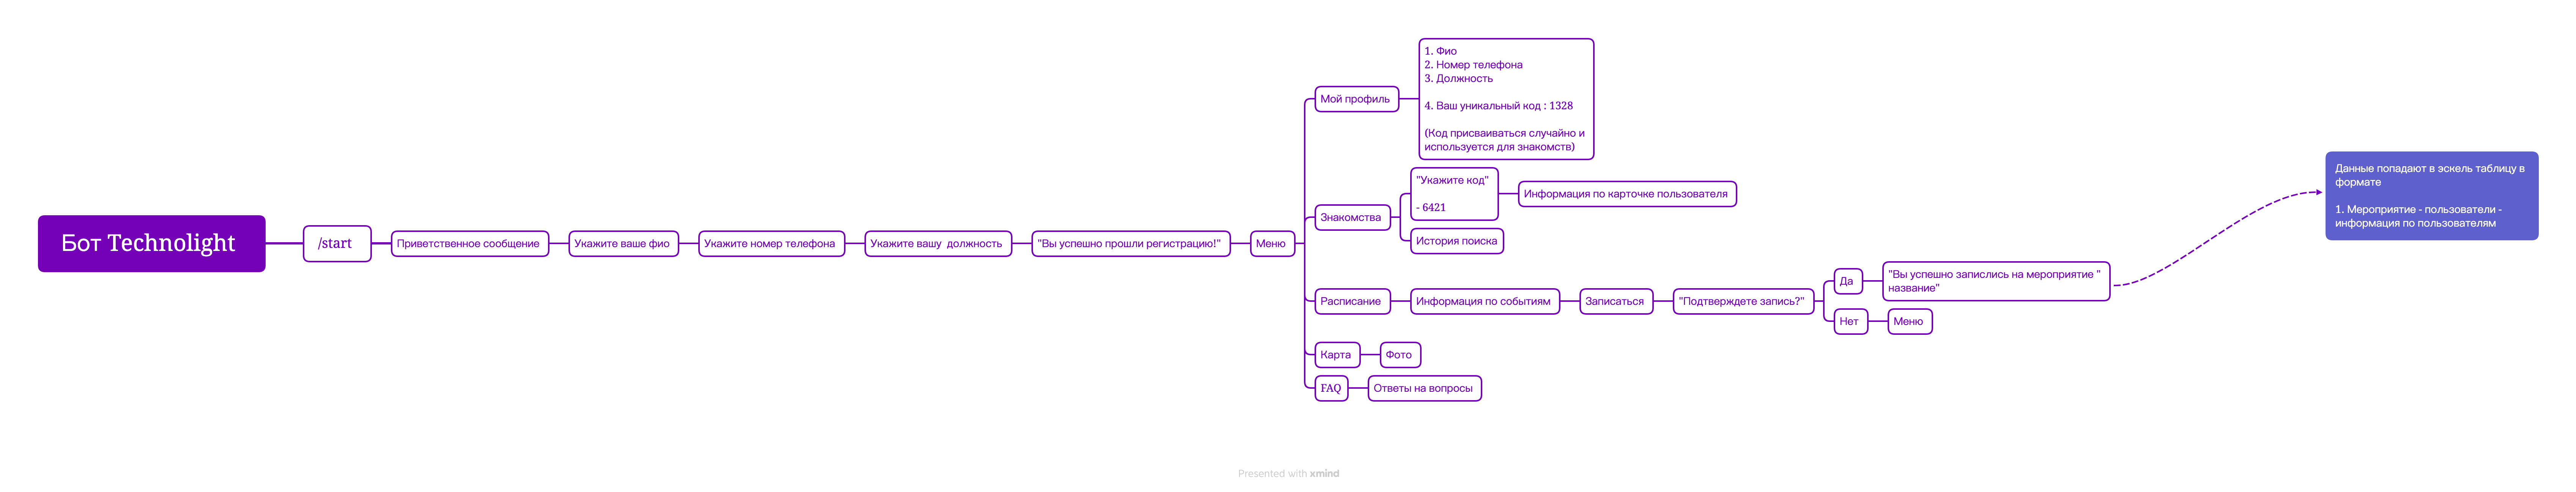 Бот Technolight
/start
Приветственное сообщение
Укажите ваше фио
Укажите номер телефона
Укажите вашу  должность
"Вы успешно прошли регистрацию!"
Меню
Мой профиль
1. Фио
2. Номер телефона
3. Должность
4. Ваш уникальный код : 1328
(Код присваиваться случайно и
используется для знакомств)
Знакомства
"Укажите код"
- 6421
Информация по карточке пользователя
История поиска
Расписание
Информация по событиям
Записаться
"Подтверждете запись?"
Да
"Вы успешно запислись на мероприятие "
название"
Нет
Меню
Данные попадают в эскель таблицу в
формате
1. Мероприятие - пользователи -
информация по пользователям
Карта
Фото
FAQ
Ответы на вопросы
Presented with xmind